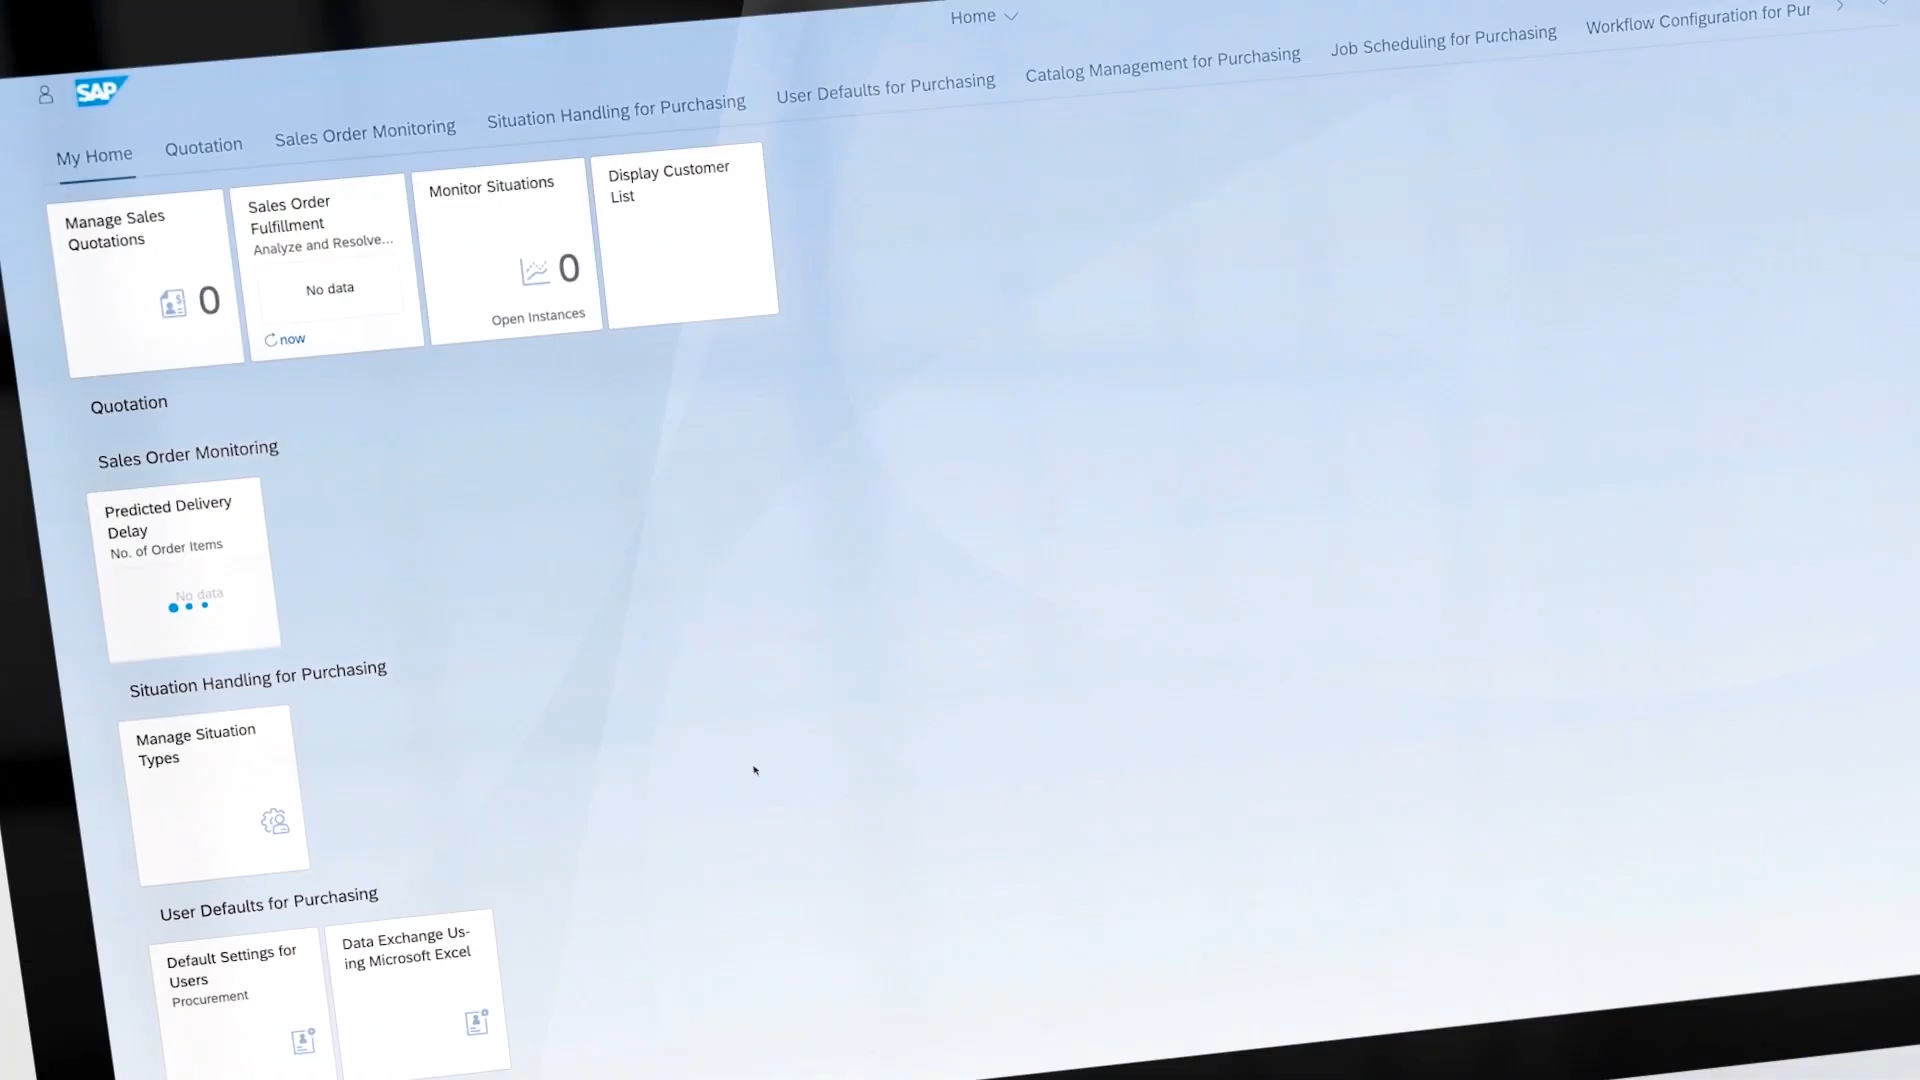 Home
SAP
My Home
Quotation
Sales Order Monitoring
Situation Handling for Purchasing
User Defaults for Purchasing
Catalog Management for Purchasing
Job Scheduling for Purchasing
Workflow Configuration for Pur
Manage Sales
Quotations
0
Sales Order
Fulfillment
Analyze and Resolve...
No data
now
Monitor Situations
0
Open Instances
Display Customer
List
Quotation
Sales Order Monitoring
Predicted Delivery
Delay
No. of Order Items
No data
Situation Handling for Purchasing
Manage Situation
Types
User Defaults for Purchasing
Default Settings for
Users
Procurement
Data Exchange Us-
ing Microsoft Excel